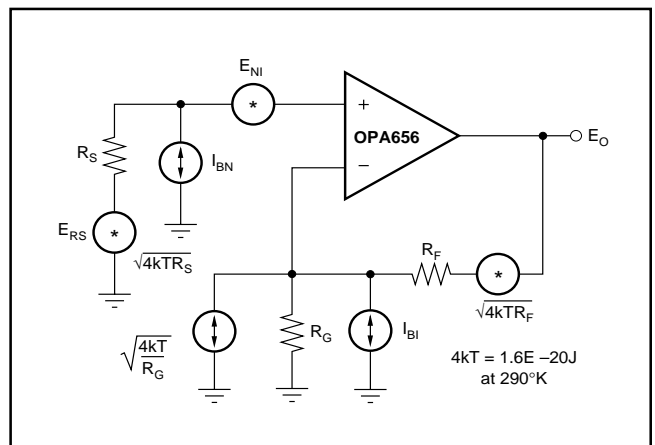 E_NI
*
+
OPA656
−
E_O
R_S
I_BN
E_RS
*
√4kTR_S
R_F
*
√4kTR_F
√4kT/R_G
R_G
I_BI
4kT = 1.6E –20J
at 290°K